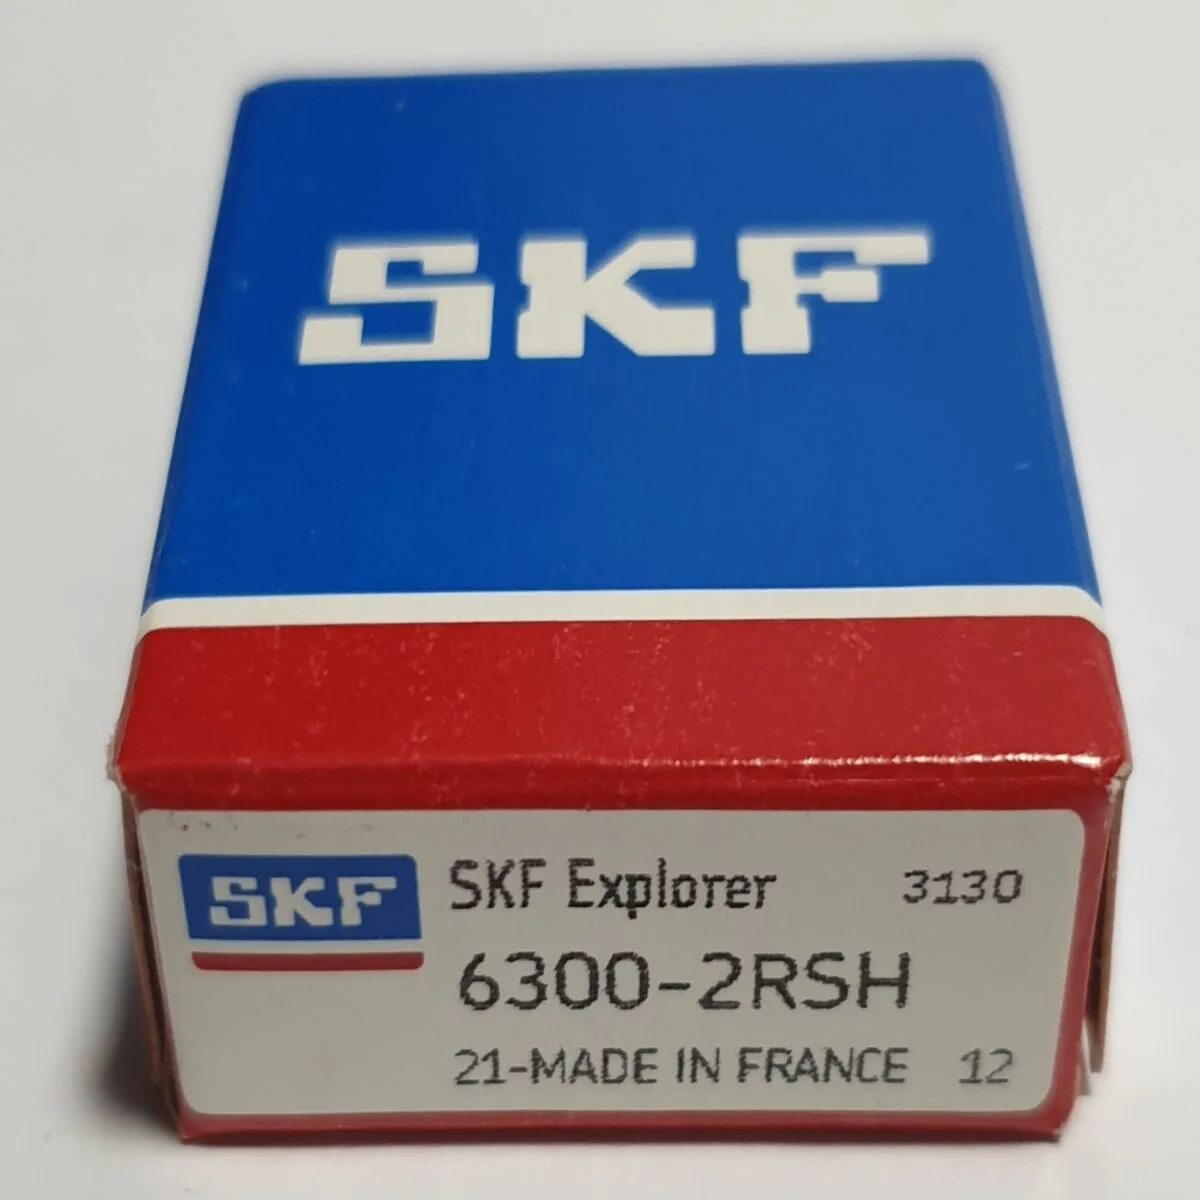 SKF
SKF
SKF Explorer 3130
6300-2RSH
21-MADE IN FRANCE 12